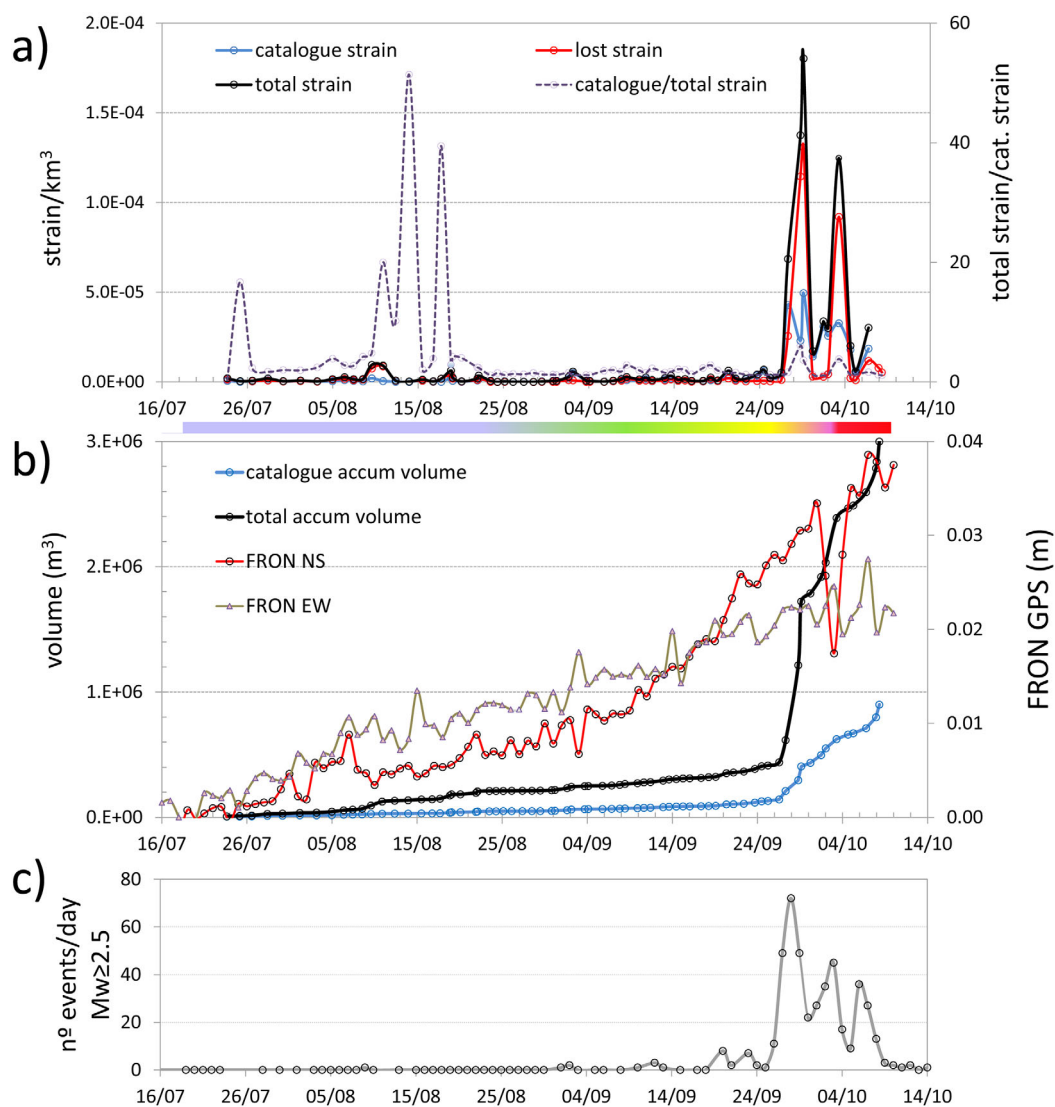 a)
strain/km³
2.0E-04
1.5E-04
1.0E-04
5.0E-05
0.0E+00
catalogue strain
lost strain
total strain
catalogue/total strain
60
40
20
0
total strain/cat. strain
16/07 26/07 05/08 15/08 25/08 04/09 14/09 24/09 04/10 14/10
b)
volume (m³)
3.E+06
2.E+06
1.E+06
0.E+00
catalogue accum volume
total accum volume
FRON NS
FRON EW
0.04
0.03
0.02
0.01
0.00
FRON GPS (m)
16/07 26/07 05/08 15/08 25/08 04/09 14/09 24/09 04/10 14/10
c)
nº events/day
Mw≥2.5
80
60
40
20
0
16/07 26/07 05/08 15/08 25/08 04/09 14/09 24/09 04/10 14/10